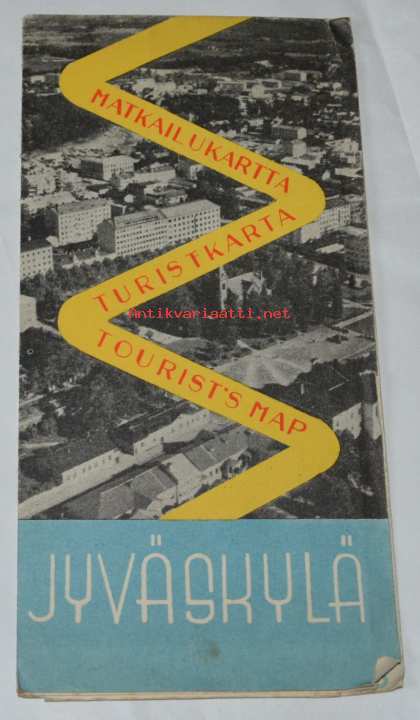 MATKAILUKARTTA
TURISTKARTA
Antikvariaatti.net
TOURIST'S MAP
JYVÄSKYLÄ